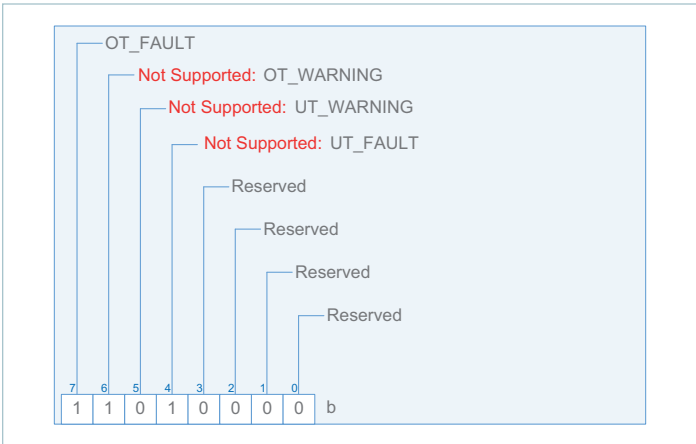 OT_FAULT
Not Supported: OT_WARNING
Not Supported: UT_WARNING
Not Supported: UT_FAULT
Reserved
Reserved
Reserved
Reserved
7 6 5 4 3 2 1 0
1 1 0 1 0 0 0 0 b